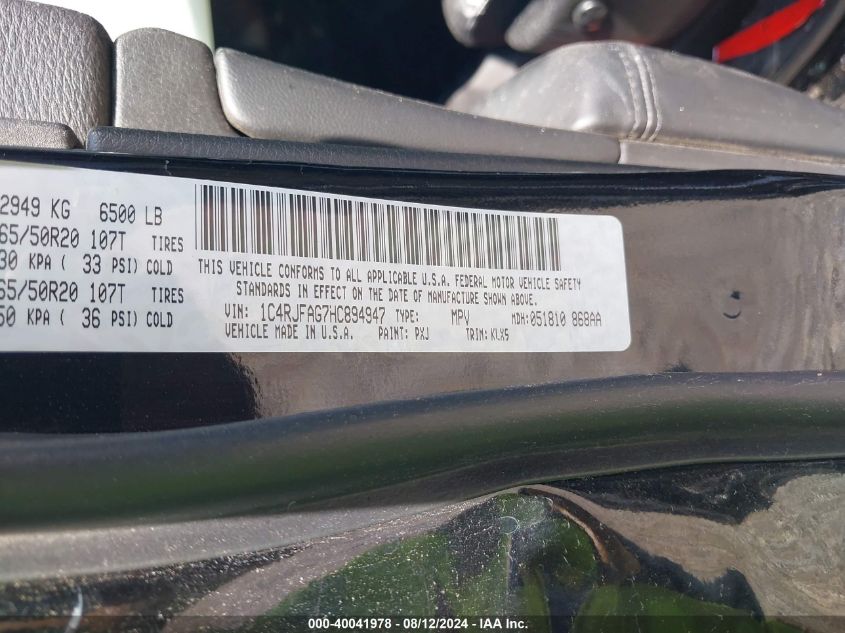 2949 KG 6500 LB
65/50R20 107T TIRES
30 KPA ( 33 PSI) COLD
65/50R20 107T TIRES
50 KPA ( 36 PSI) COLD
THIS VEHICLE CONFORMS TO ALL APPLICABLE U.S.A. FEDERAL MOTOR VEHICLE SAFETY
STANDARDS IN EFFECT ON THE DATE OF MANUFACTURE SHOWN ABOVE.
VIN: 1C4RJFAG7HC894947 TYPE: MPV MDH: 051810 868AA
VEHICLE MADE IN U.S.A. PAINT: PXJ TRIM: KLX5
000-40041978 - 08/12/2024 - IAA Inc.